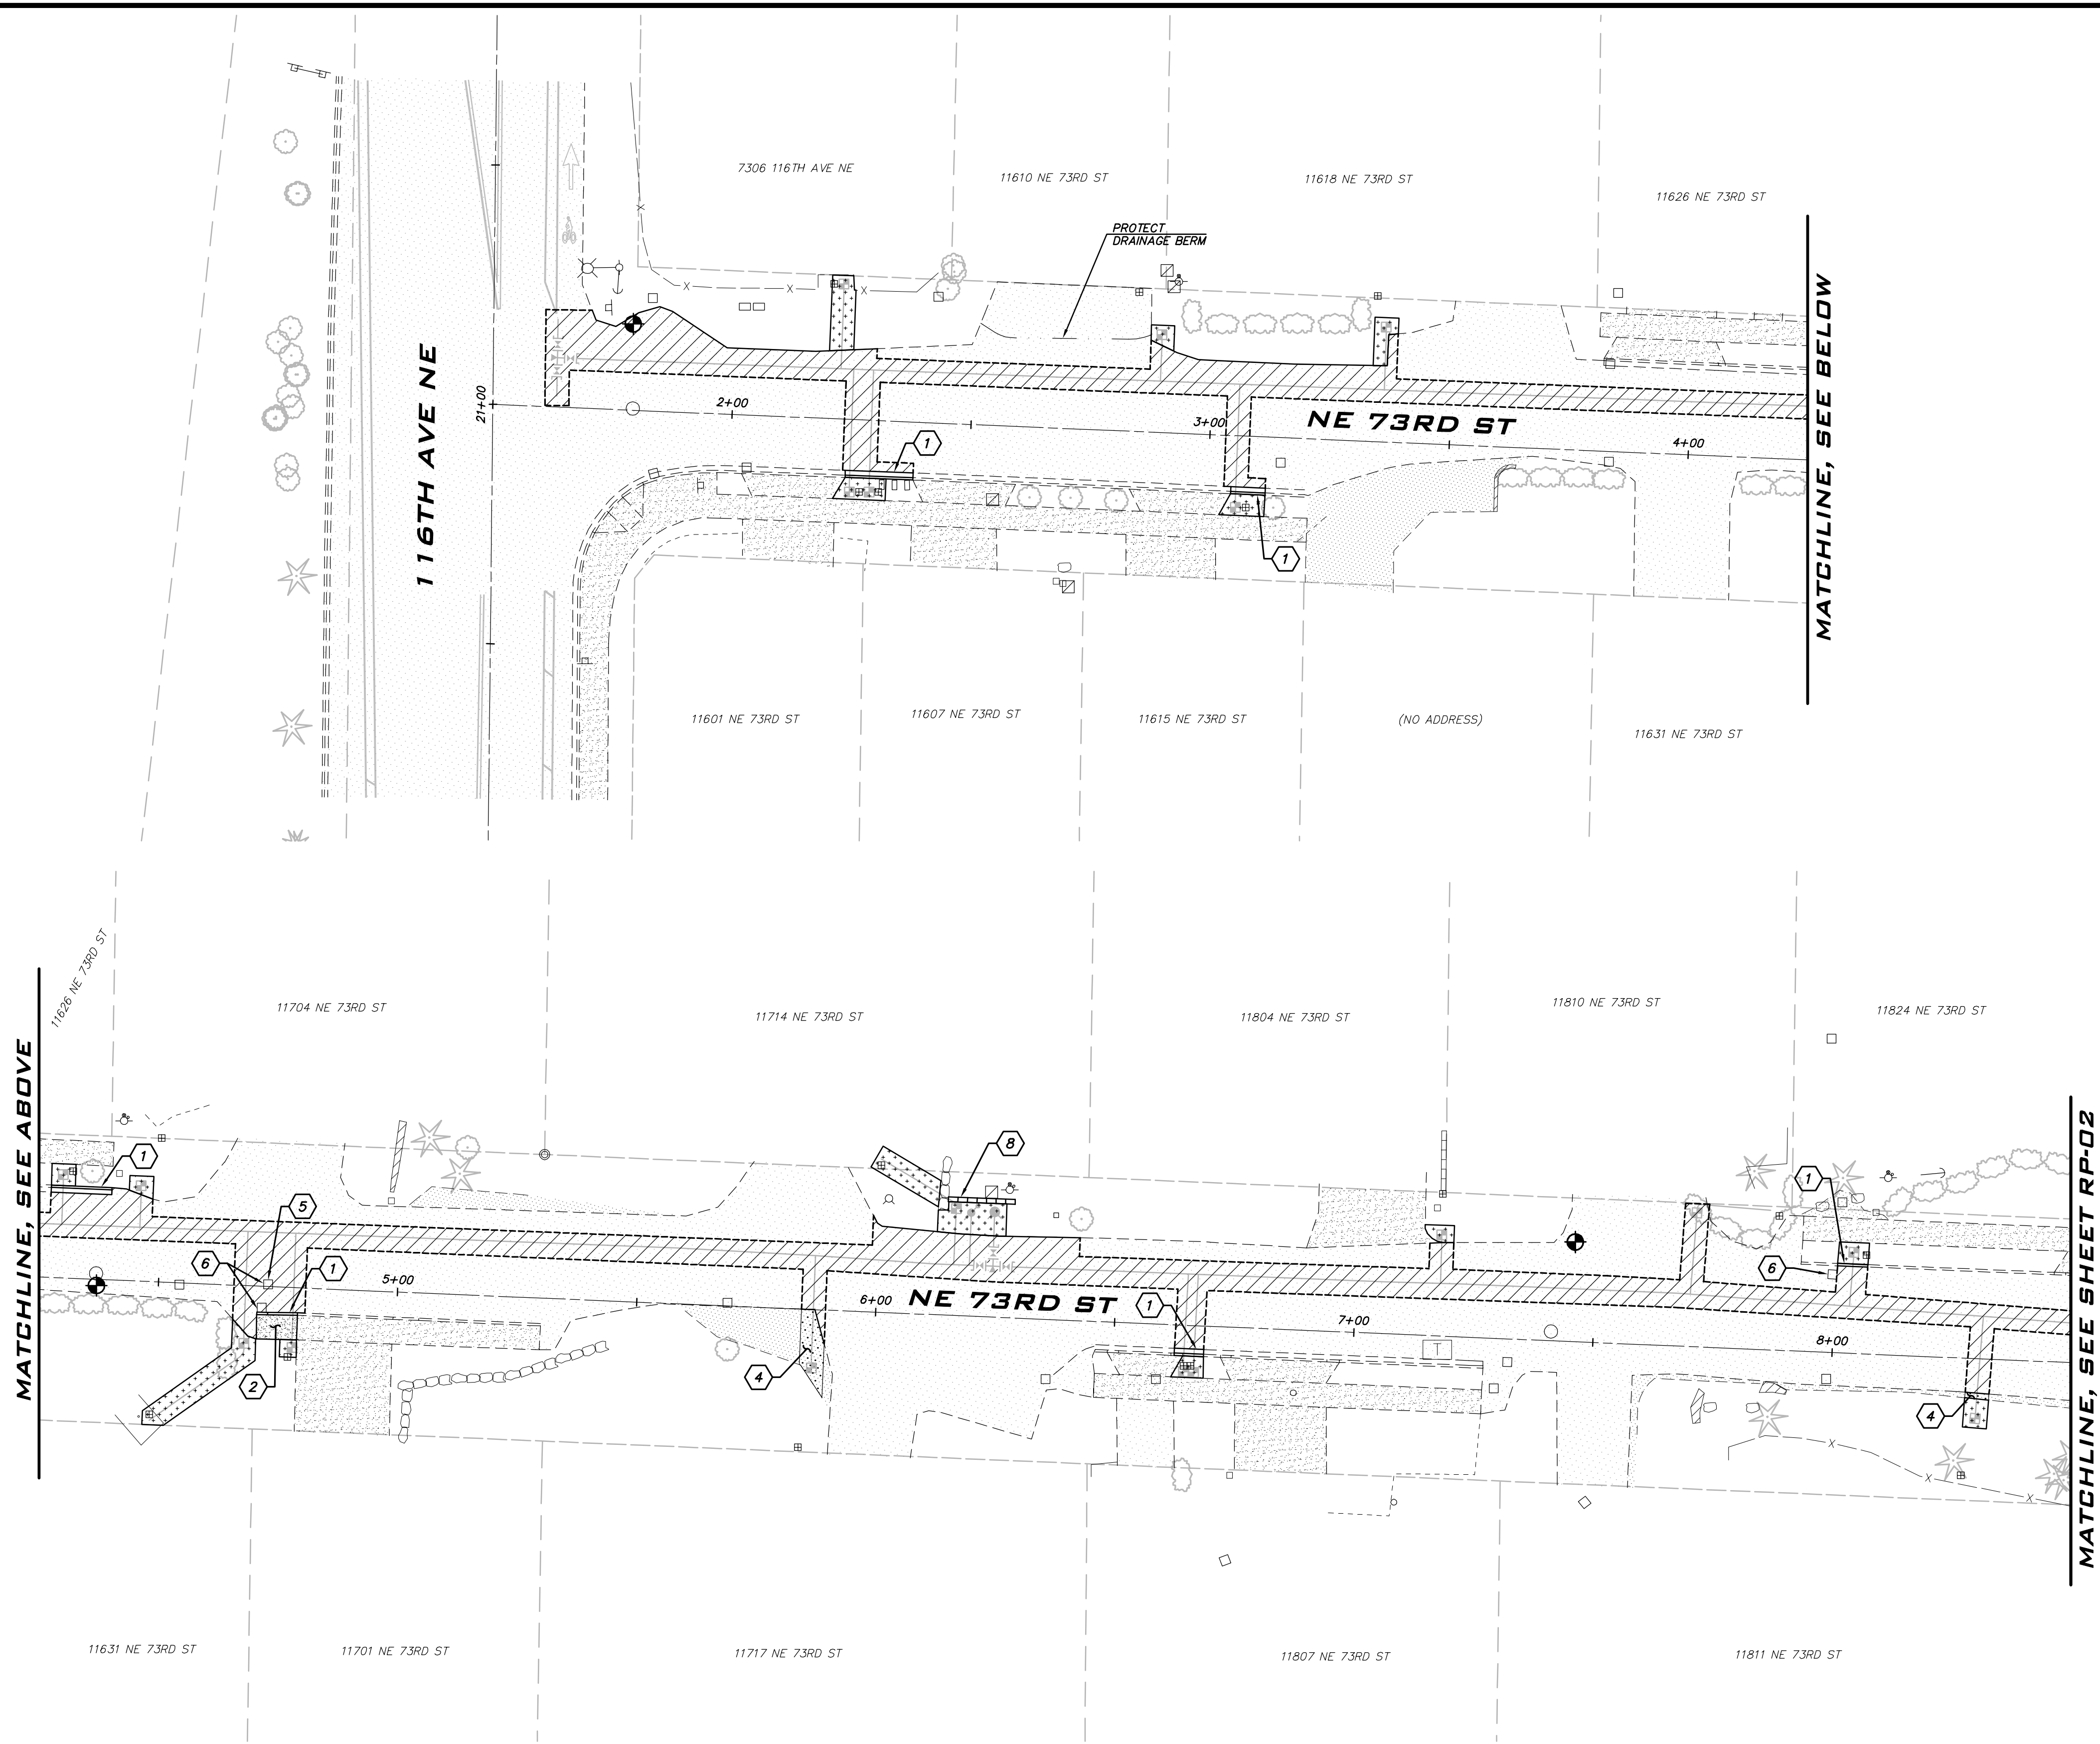 7306 116TH AVE NE
11610 NE 73RD ST
11618 NE 73RD ST
11626 NE 73RD ST
PROTECT
DRAINAGE BERM
116TH AVE NE
21+00
2+00
3+00
NE 73RD ST
4+00
MATCHLINE, SEE BELOW
1
1
X
X
X
X
11601 NE 73RD ST
11607 NE 73RD ST
11615 NE 73RD ST
(NO ADDRESS)
11631 NE 73RD ST
MATCHLINE, SEE ABOVE
11626 NE 73RD ST
11704 NE 73RD ST
11714 NE 73RD ST
11804 NE 73RD ST
11810 NE 73RD ST
11824 NE 73RD ST
1
8
1
5
6
1
6
5+00
6+00
NE 73RD ST
1
7+00
T
8+00
2
4
4
X
X
X
MATCHLINE, SEE SHEET RP-02
11631 NE 73RD ST
11701 NE 73RD ST
11717 NE 73RD ST
11807 NE 73RD ST
11811 NE 73RD ST